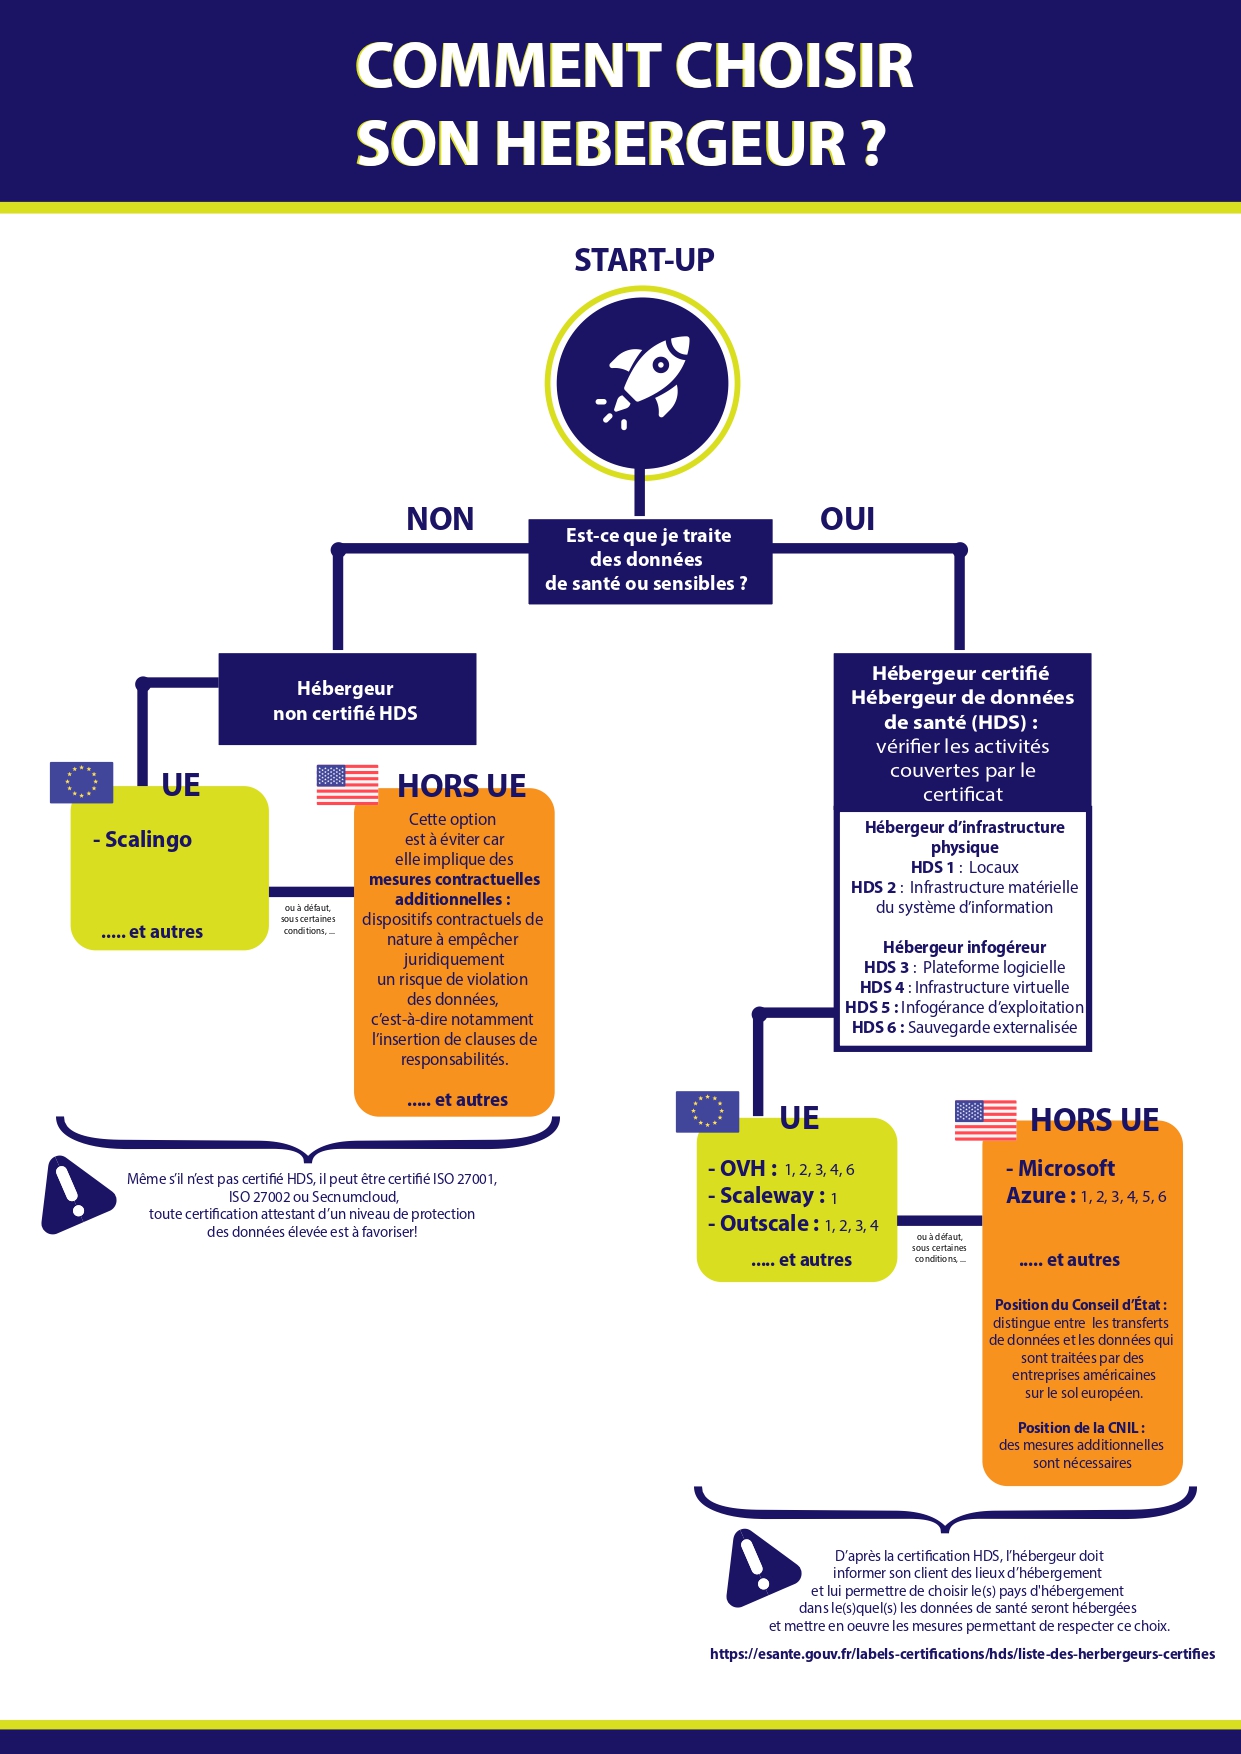 COMMENT CHOISIR
SON HEBERGEUR ?
START-UP
NON
OUI
Est-ce que je traite
des données
de santé ou sensibles ?
Hébergeur
non certifié HDS
UE
- Scalingo
..... et autres
ou à défaut,
sous certaines
conditions, ...
HORS UE
Cette option
est à éviter car
elle implique des
mesures contractuelles
additionnelles :
dispositifs contractuels de
nature à empêcher
juridiquement
un risque de violation
des données,
c'est-à-dire notamment
l'insertion de clauses de
responsabilités.
..... et autres
Même s'il n'est pas certifié HDS, il peut être certifié ISO 27001,
ISO 27002 ou Secnumcloud,
toute certification attestant d'un niveau de protection
des données élevée est à favoriser!
Hébergeur certifié
Hébergeur de données
de santé (HDS) :
vérifier les activités
couvertes par le
certificat
Hébergeur d'infrastructure
physique
HDS 1 : Locaux
HDS 2 : Infrastructure matérielle
du système d'information
Hébergeur infogéreur
HDS 3 : Plateforme logicielle
HDS 4 : Infrastructure virtuelle
HDS 5 : Infogérance d'exploitation
HDS 6 : Sauvegarde externalisée
UE
- OVH : 1, 2, 3, 4, 6
- Scaleway : 1
- Outscale : 1, 2, 3, 4
..... et autres
ou à défaut,
sous certaines
conditions, ...
HORS UE
- Microsoft
Azure : 1, 2, 3, 4, 5, 6
..... et autres
Position du Conseil d'État :
distingue entre les transferts
de données et les données qui
sont traitées par des
entreprises américaines
sur le sol européen.
Position de la CNIL :
des mesures additionnelles
sont nécessaires
D'après la certification HDS, l'hébergeur doit
informer son client des lieux d'hébergement
et lui permettre de choisir le(s) pays d'hébergement
dans le(s)quel(s) les données de santé seront hébergées
et mettre en oeuvre les mesures permettant de respecter ce choix.
https://esante.gouv.fr/labels-certifications/hds/liste-des-herbergeurs-certifies